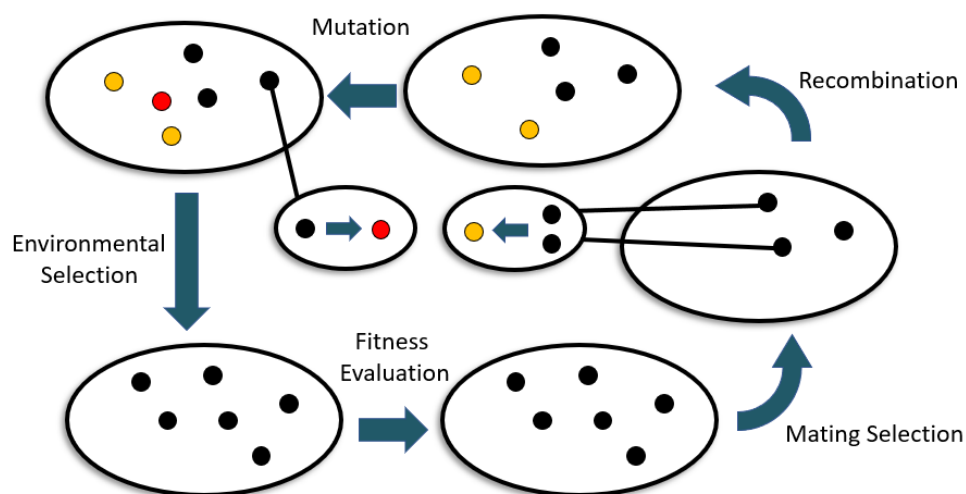 Mutation
Recombination
Environmental
Selection
Fitness
Evaluation
Mating Selection